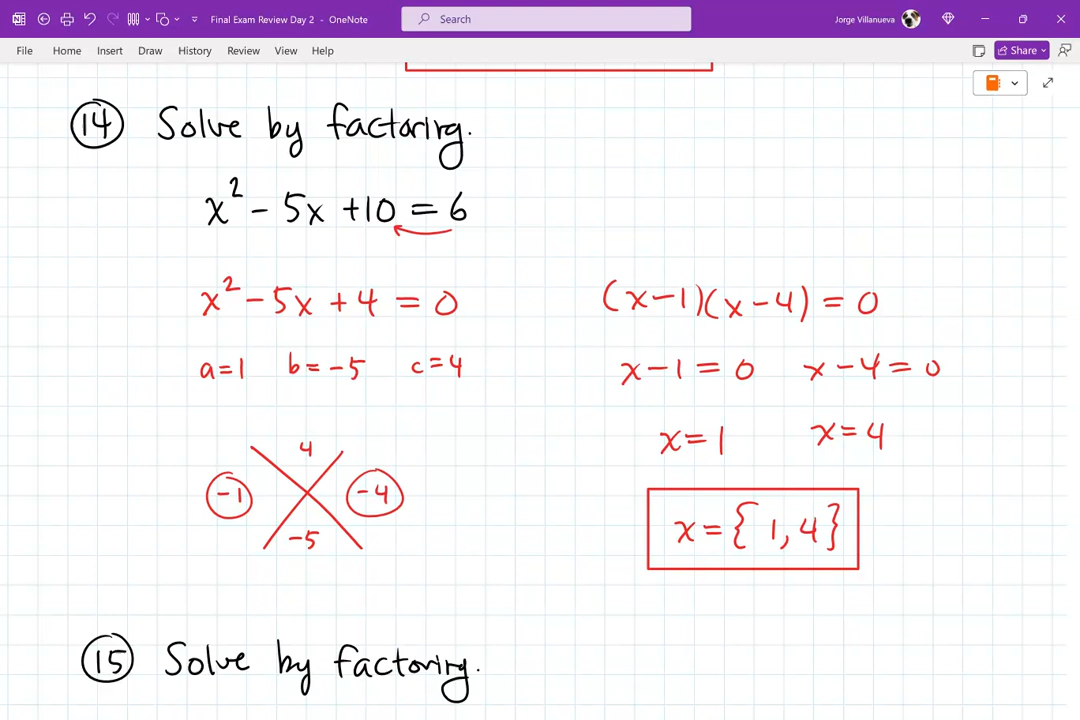 Final Exam Review Day 2 - OneNote
Search
Jorge Villanueva
File Home Insert Draw History Review View Help
Share
14 Solve by factoring.
x² - 5x + 10 = 6
x² - 5x + 4 = 0
a = 1 b = -5 c = 4
4
-1 -4
-5
(x - 1)(x - 4) = 0
x - 1 = 0 x - 4 = 0
x = 1 x = 4
x = { 1, 4 }
15 Solve by factoring.